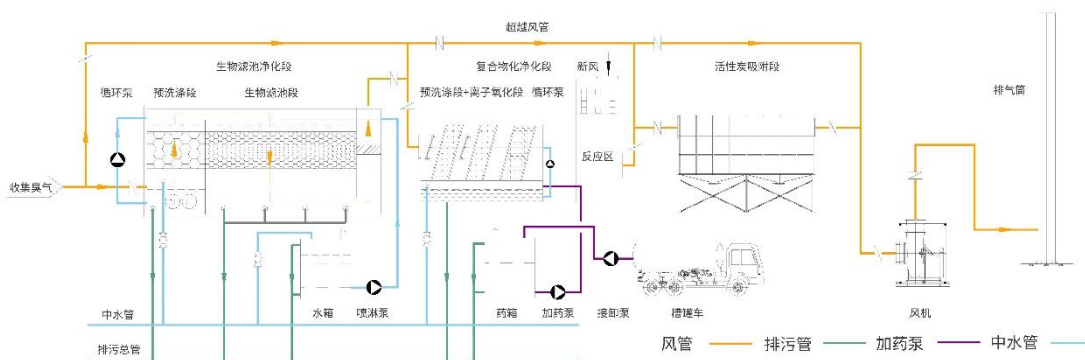 超越风管
生物滤池净化段
复合物化净化段
新风
活性炭吸附段
循环泵
预洗涤段
生物滤池段
预洗涤段+离子氧化段
循环泵
排气筒
反应区
收集臭气
中水管
水箱
喷淋泵
药箱
加药泵
接卸泵
槽罐车
风机
排污总管
风管
排污管
加药泵
中水管